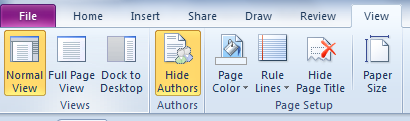 File Home Insert Share Draw Review View
Normal Full Page Dock to Hide Page Rule Hide Paper
View View Desktop Authors Color Lines Page Title Size
Views Authors Page Setup